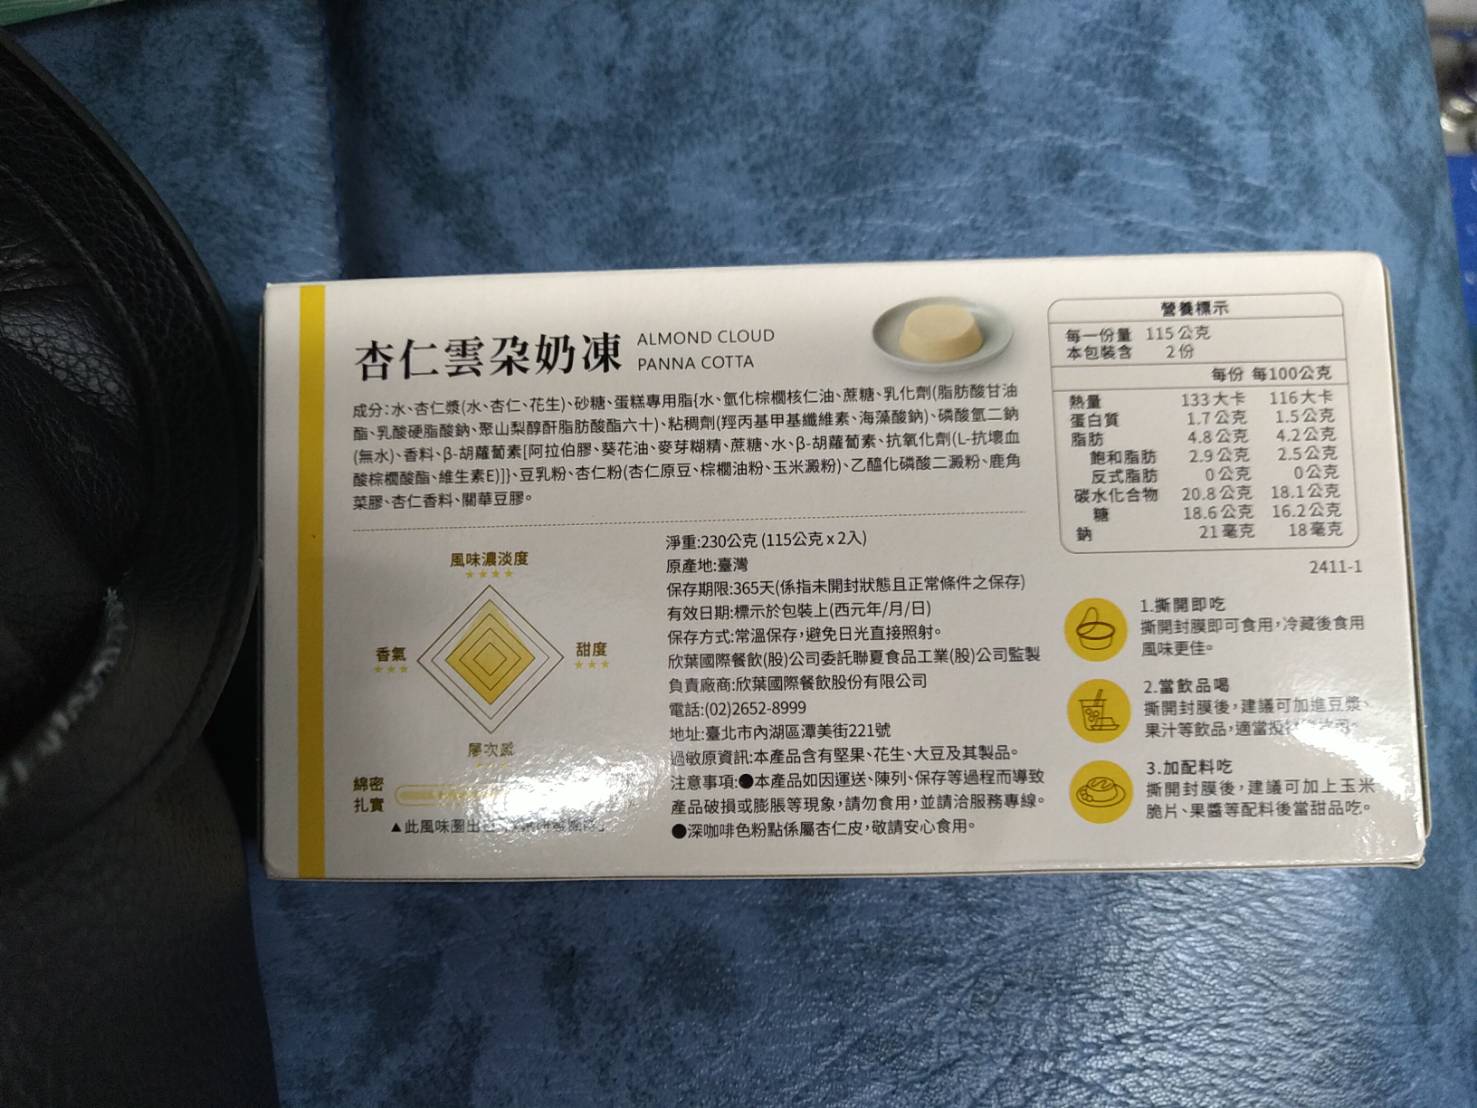 杏仁雲朶奶凍
ALMOND CLOUD
PANNA COTTA
成分:水、杏仁漿(水、杏仁、花生)、砂糖、蛋糕專用脂{水、氫化棕櫚核仁油、蔗糖、乳化劑(脂肪酸甘油
酯、乳酸硬脂酸鈉、聚山梨醇酐脂肪酸酯六十)、粘稠劑(羥丙基甲基纖維素、海藻酸鈉)、磷酸氫二鈉
(無水)、香料、β-胡蘿蔔素[阿拉伯膠、葵花油、麥芽糊精、蔗糖、水、β-胡蘿蔔素、抗氧化劑(L-抗壞血
酸棕櫚酸酯、維生素E)]}、豆乳粉、杏仁粉(杏仁原豆、棕櫚油粉、玉米澱粉)、乙醯化磷酸二澱粉、鹿角
菜膠、杏仁香料、關華豆膠。
風味濃淡度
★★★★
香氣
★★★
甜度
★★★
層次感
綿密
扎實
▲此風味圖出
淨重:230公克 (115公克 x 2入)
原產地:臺灣
保存期限:365天(係指未開封狀態且正常條件之保存)
有效日期:標示於包裝上(西元年/月/日)
保存方式:常溫保存,避免日光直接照射。
欣葉國際餐飲(股)公司委託聯夏食品工業(股)公司監製
負責廠商:欣葉國際餐飲股份有限公司
電話:(02)2652-8999
地址:臺北市內湖區潭美街221號
過敏原資訊:本產品含有堅果、花生、大豆及其製品。
注意事項:●本產品如因運送、陳列、保存等過程而導致
產品破損或膨脹等現象,請勿食用,並請洽服務專線。
●深咖啡色粉點係屬杏仁皮,敬請安心食用。
營養標示
每一份量 115公克
本包裝含 2份
每份 每100公克
熱量 133大卡 116大卡
蛋白質 1.7公克 1.5公克
脂肪 4.8公克 4.2公克
飽和脂肪 2.9公克 2.5公克
反式脂肪 0公克 0公克
碳水化合物 20.8公克 18.1公克
糖 18.6公克 16.2公克
鈉 21毫克 18毫克
2411-1
1.撕開即吃
撕開封膜即可食用,冷藏後食用
風味更佳。
2.當飲品喝
撕開封膜後,建議可加進豆漿、
果汁等飲品,適當
3.加配料吃
撕開封膜後,建議可加上玉米
脆片、果醬等配料後當甜品吃。